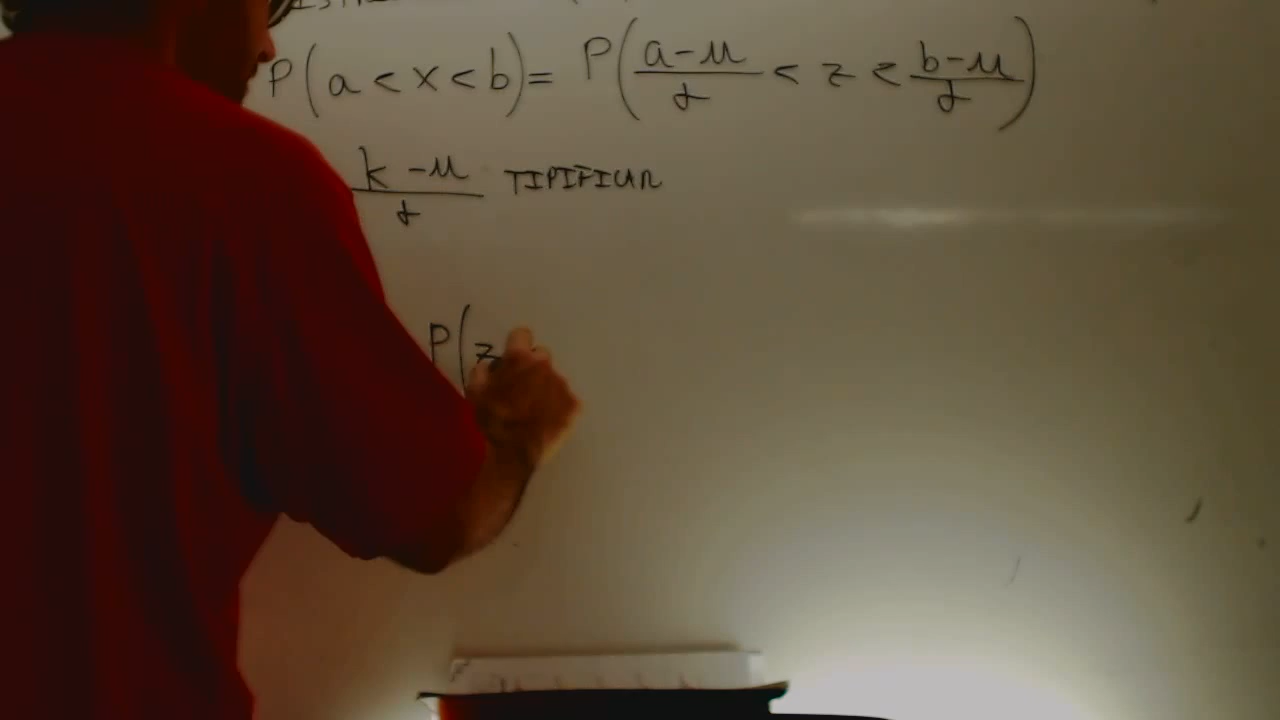 P(a < x < b) = P((a-μ)/σ < z < (b-μ)/σ)
(k-μ)/σ TIPIFICAR
P(z